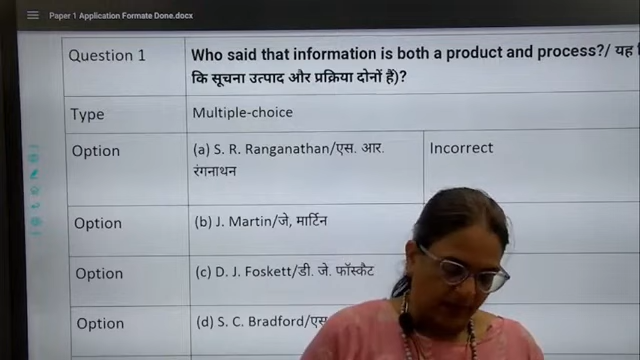 Paper 1 Application Formate Done.docx
Question 1
Who said that information is both a product and process?/ यह
कि सूचना उत्पाद और प्रक्रिया दोनों हैं)?
Type
Multiple-choice
Option
(a) S. R. Ranganathan/एस. आर.
रंगनाथन
Incorrect
Option
(b) J. Martin/जे, मार्टिन
Option
(c) D. J. Foskett/डी. जे. फॉस्कैट
Option
(d) S. C. Bradford/एस